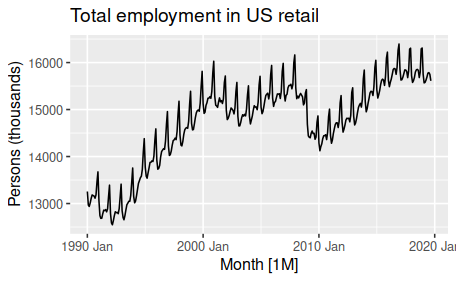 Total employment in US retail
Persons (thousands)
16000
15000
14000
13000
1990 Jan
2000 Jan
2010 Jan
2020 Jan
Month [1M]